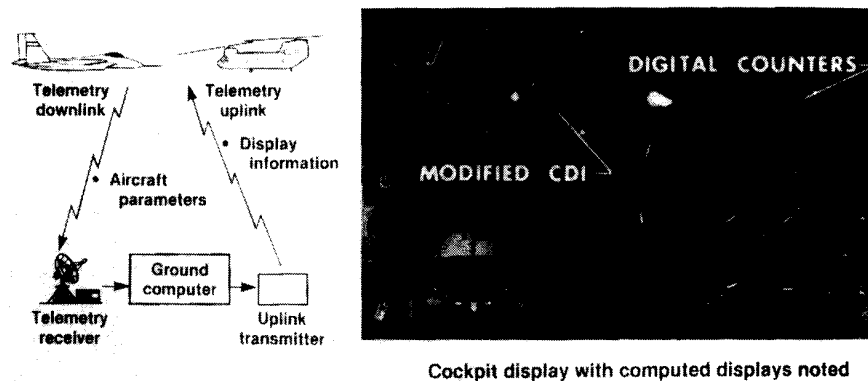 Telemetry
downlink
Telemetry
uplink
• Display
information
• Aircraft
parameters
Ground
computer
Telemetry
receiver
Uplink
transmitter
DIGITAL COUNTERS
MODIFIED CDI
Cockpit display with computed displays noted